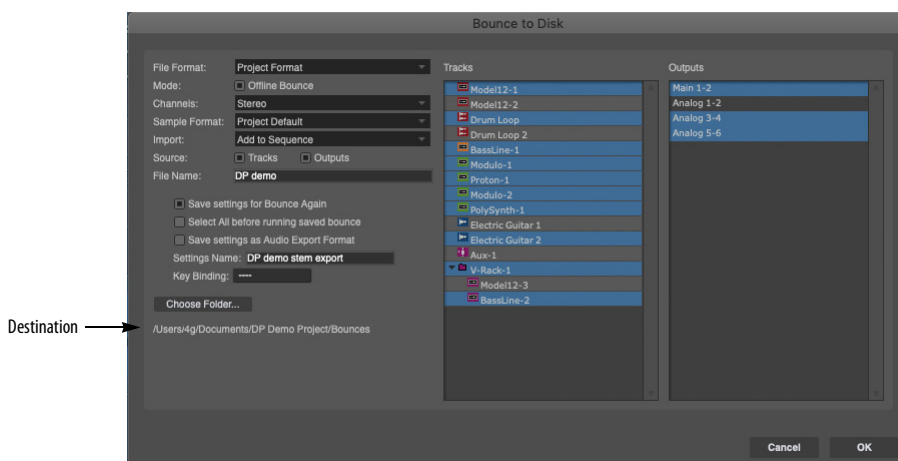 Bounce to Disk
File Format: Project Format
Mode: Offline Bounce
Channels: Stereo
Sample Format: Project Default
Import: Add to Sequence
Source: Tracks Outputs
File Name: DP demo
Save settings for Bounce Again
Select All before running saved bounce
Save settings as Audio Export Format
Settings Name: DP demo stem export
Key Binding: ----
Choose Folder...
Destination
/Users/4g/Documents/DP Demo Project/Bounces
Tracks
Model12-1
Model12-2
Drum Loop
Drum Loop 2
BassLine-1
Modulo-1
Proton-1
Modulo-2
PolySynth-1
Electric Guitar 1
Electric Guitar 2
Aux-1
V-Rack-1
Model12-3
BassLine-2
Outputs
Main 1-2
Analog 1-2
Analog 3-4
Analog 5-6
Cancel
OK